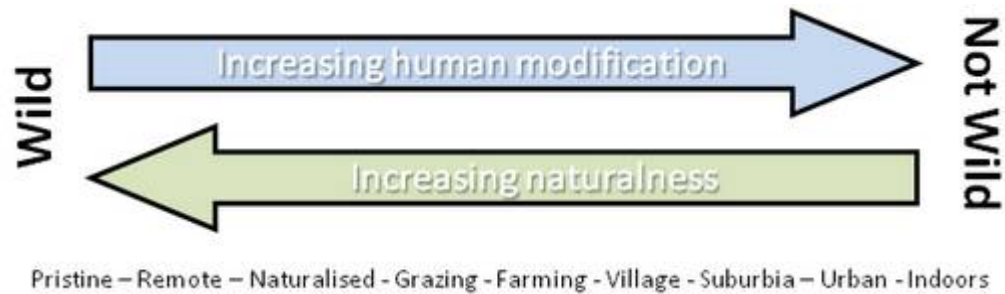 Wild
Increasing human modification
Not Wild
Increasing naturalness
Pristine – Remote – Naturalised - Grazing - Farming - Village - Suburbia – Urban - Indoors